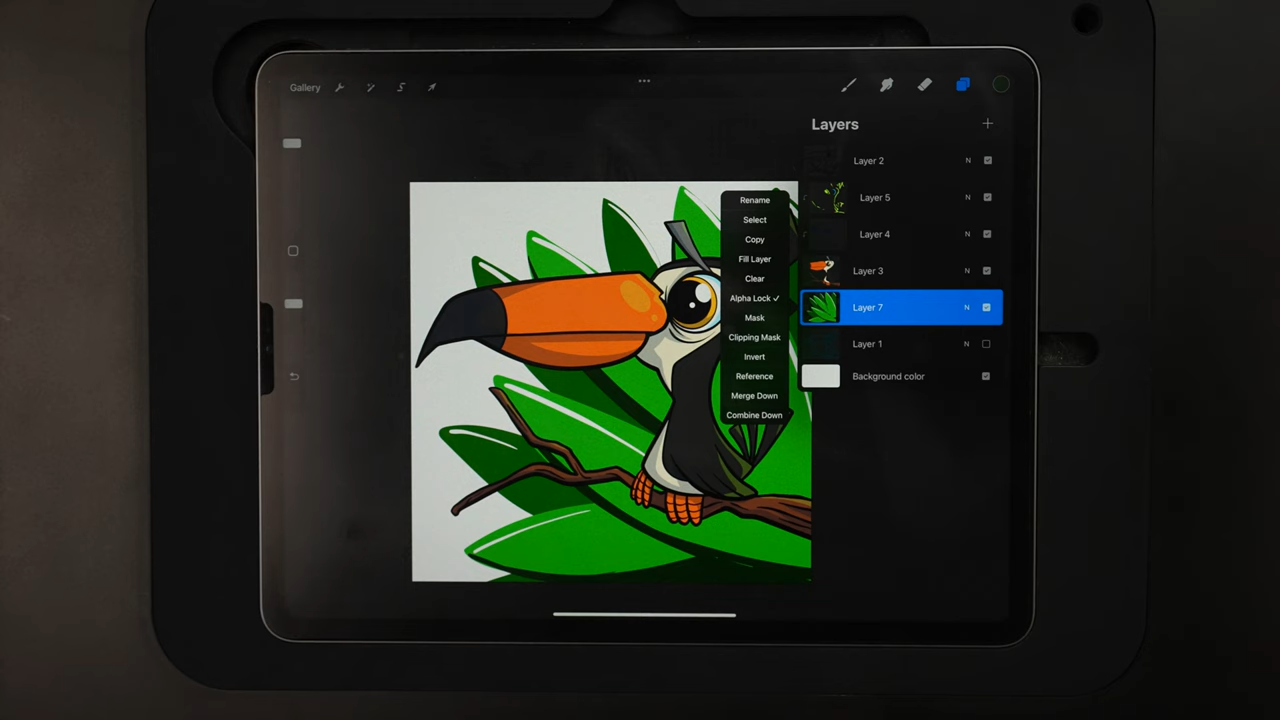 Gallery
Layers
Layer 2 N
Layer 5 N
Layer 4 N
Layer 3 N
Layer 7 N
Layer 1 N
Background color
Rename
Select
Copy
Fill Layer
Clear
Alpha Lock ✓
Mask
Clipping Mask
Invert
Reference
Merge Down
Combine Down